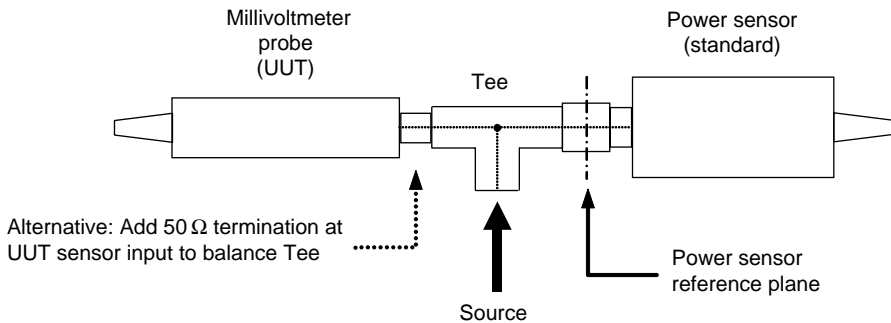 Millivoltmeter
probe
(UUT)
Tee
Power sensor
(standard)
Alternative: Add 50 Ω termination at
UUT sensor input to balance Tee
Source
Power sensor
reference plane